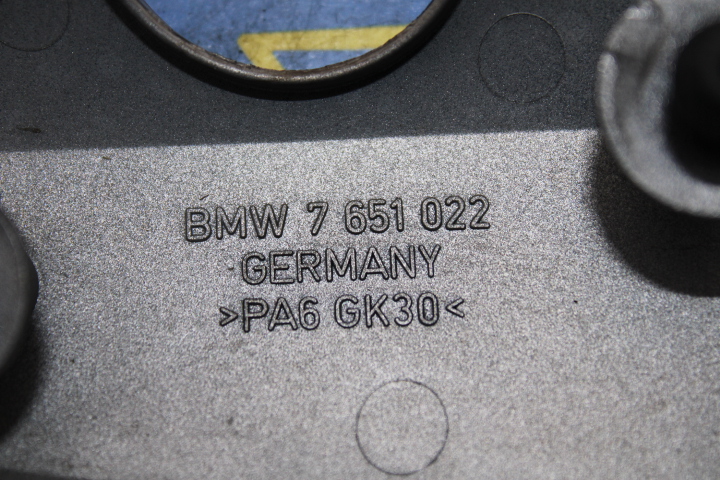 BMW 7 651 022
GERMANY
>PA6 GK30<